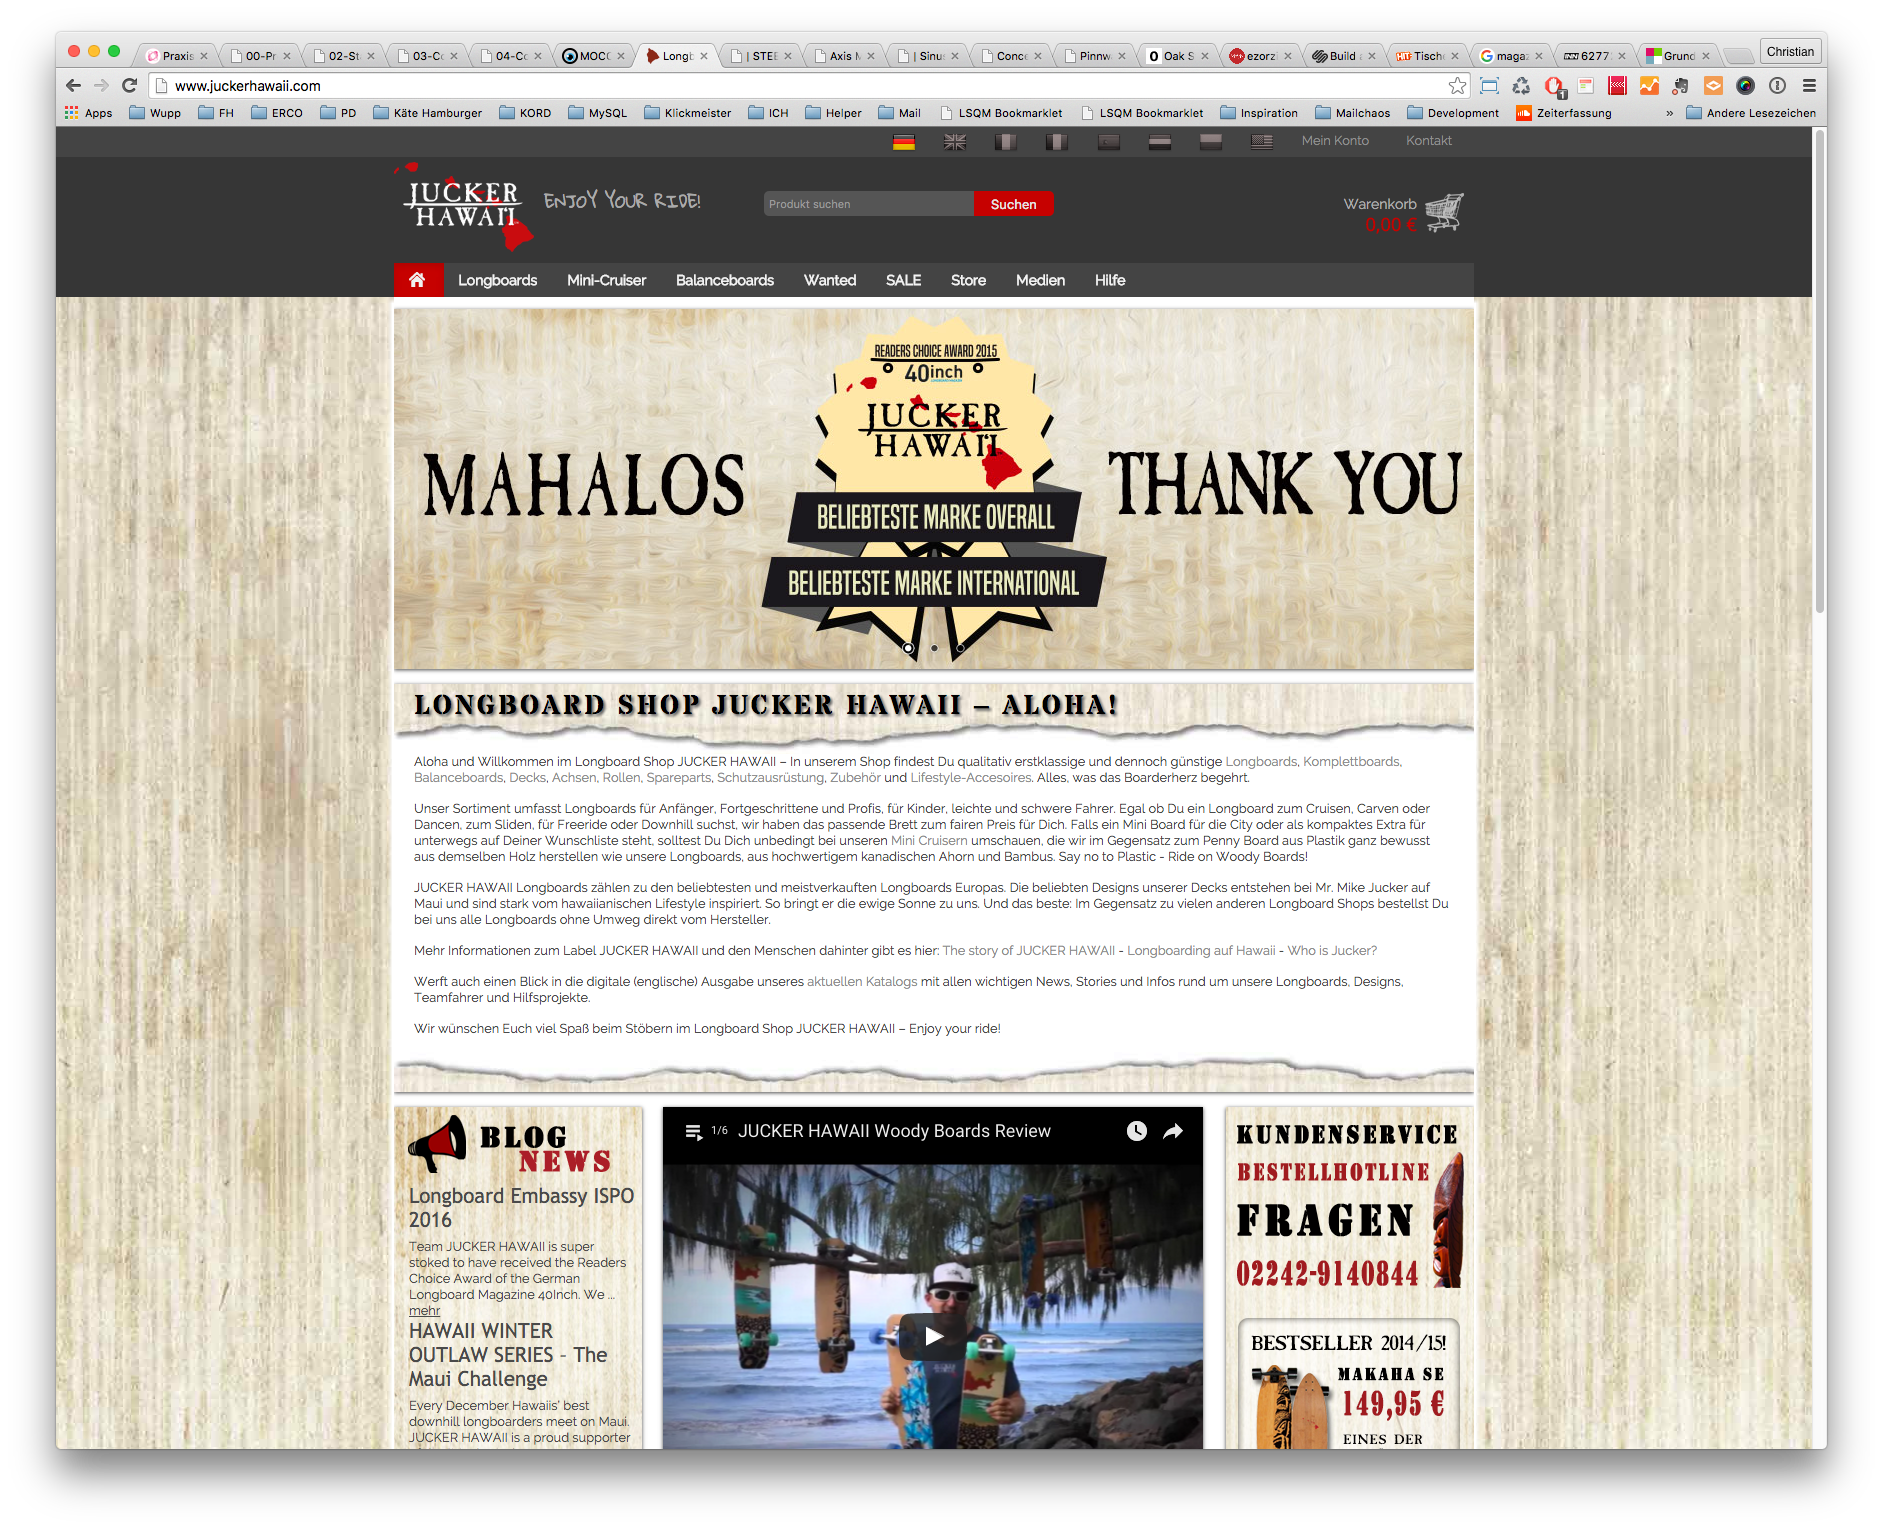 Praxis
00-Pr
02-St
03-Co
04-Co
MOCO
Longb
| STEE
Axis M
| Sinus
Conce
Pinnw
Oak S
ezorzi
Build a
Tische
magaz
6277
Grund
Christian
www.juckerhawaii.com
Apps
Wupp
FH
ERCO
PD
Käte Hamburger
KORD
MySQL
Klickmeister
ICH
Helper
Mail
LSQM Bookmarklet
LSQM Bookmarklet
Inspiration
Mailchaos
Development
Zeiterfassung
»
Andere Lesezeichen
Mein Konto
Kontakt
JUCKER
HAWAI'I
ENJOY YOUR RIDE!
Produkt suchen
Suchen
Warenkorb
0,00 €
Longboards
Mini-Cruiser
Balanceboards
Wanted
SALE
Store
Medien
Hilfe
READERS CHOICE AWARD 2015
40inch
JUCKER
HAWAI'I
MAHALOS
THANK YOU
BELIEBTESTE MARKE OVERALL
BELIEBTESTE MARKE INTERNATIONAL
LONGBOARD SHOP JUCKER HAWAII – ALOHA!
Aloha und Willkommen im Longboard Shop JUCKER HAWAII – In unserem Shop findest Du qualitativ erstklassige und dennoch günstige Longboards, Komplettboards,
Balanceboards, Decks, Achsen, Rollen, Spareparts, Schutzausrüstung, Zubehör und Lifestyle-Accesoires. Alles, was das Boarderherz begehrt.
Unser Sortiment umfasst Longboards für Anfänger, Fortgeschrittene und Profis, für Kinder, leichte und schwere Fahrer. Egal ob Du ein Longboard zum Cruisen, Carven oder
Dancen, zum Sliden, für Freeride oder Downhill suchst, wir haben das passende Brett zum fairen Preis für Dich. Falls ein Mini Board für die City oder als kompaktes Extra für
unterwegs auf Deiner Wunschliste steht, solltest Du Dich unbedingt bei unseren Mini Cruisern umschauen, die wir im Gegensatz zum Penny Board aus Plastik ganz bewusst
aus demselben Holz herstellen wie unsere Longboards, aus hochwertigem kanadischen Ahorn und Bambus. Say no to Plastic - Ride on Woody Boards!
JUCKER HAWAII Longboards zählen zu den beliebtesten und meistverkauften Longboards Europas. Die beliebten Designs unserer Decks entstehen bei Mr. Mike Jucker auf
Maui und sind stark vom hawaiianischen Lifestyle inspiriert. So bringt er die ewige Sonne zu uns. Und das beste: Im Gegensatz zu vielen anderen Longboard Shops bestellst Du
bei uns alle Longboards ohne Umweg direkt vom Hersteller.
Mehr Informationen zum Label JUCKER HAWAII und den Menschen dahinter gibt es hier: The story of JUCKER HAWAII - Longboarding auf Hawaii - Who is Jucker?
Werft auch einen Blick in die digitale (englische) Ausgabe unseres aktuellen Katalogs mit allen wichtigen News, Stories und Infos rund um unsere Longboards, Designs,
Teamfahrer und Hilfsprojekte.
Wir wünschen Euch viel Spaß beim Stöbern im Longboard Shop JUCKER HAWAII – Enjoy your ride!
BLOG
NEWS
Longboard Embassy ISPO
2016
Team JUCKER HAWAII is super
stoked to have received the Readers
Choice Award of the German
Longboard Magazine 40Inch. We ...
mehr
HAWAII WINTER
OUTLAW SERIES – The
Maui Challenge
Every December Hawaiis' best
downhill longboarders meet on Maui.
JUCKER HAWAII is a proud supporter
1/6
JUCKER HAWAII Woody Boards Review
KUNDENSERVICE
BESTELLHOTLINE
FRAGEN
02242-9140844
BESTSELLER 2014/15!
MAKAHA SE
149,95 €
EINES DER